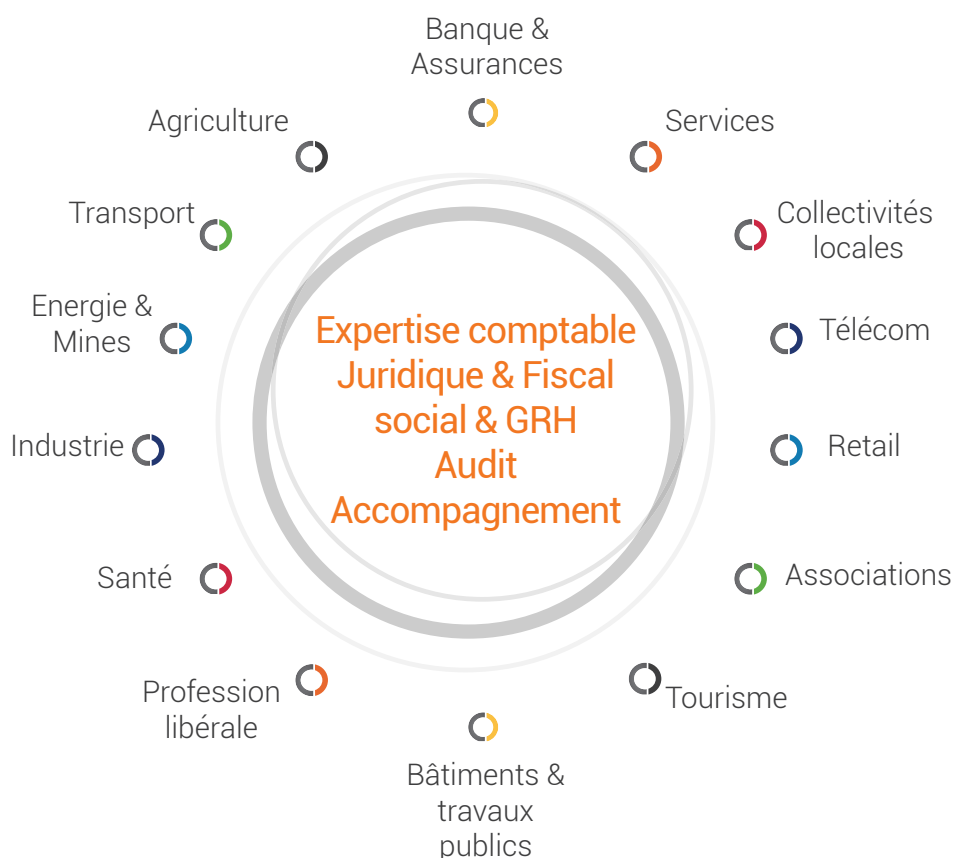 Banque &
Assurances
Agriculture
Services
Transport
Collectivités
locales
Energie &
Mines
Télécom
Expertise comptable
Juridique & Fiscal
social & GRH
Audit
Accompagnement
Industrie
Retail
Santé
Associations
Profession
libérale
Tourisme
Bâtiments &
travaux
publics